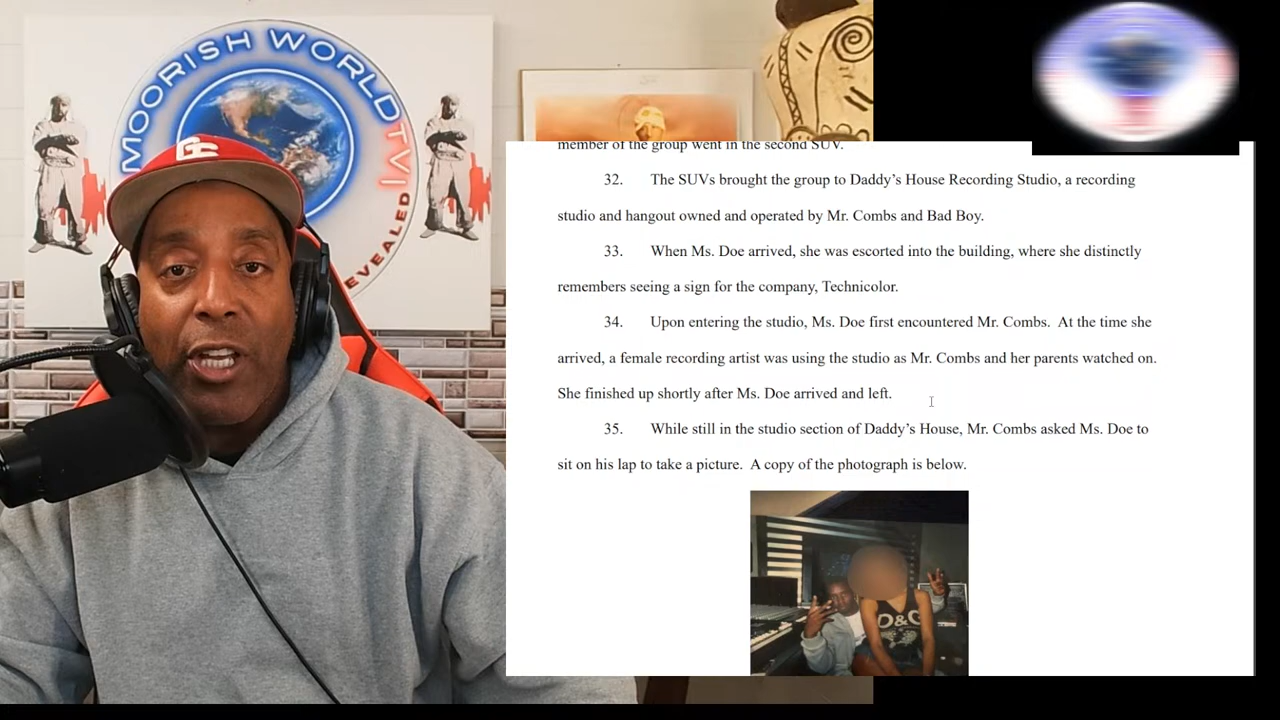 MOORISH WORLD TV
REVEALED
member of the group went in the second SUV.
32. The SUVs brought the group to Daddy's House Recording Studio, a recording
studio and hangout owned and operated by Mr. Combs and Bad Boy.
33. When Ms. Doe arrived, she was escorted into the building, where she distinctly
remembers seeing a sign for the company, Technicolor.
34. Upon entering the studio, Ms. Doe first encountered Mr. Combs.  At the time she
arrived, a female recording artist was using the studio as Mr. Combs and her parents watched on.
She finished up shortly after Ms. Doe arrived and left.
35. While still in the studio section of Daddy's House, Mr. Combs asked Ms. Doe to
sit on his lap to take a picture.  A copy of the photograph is below.
D&G